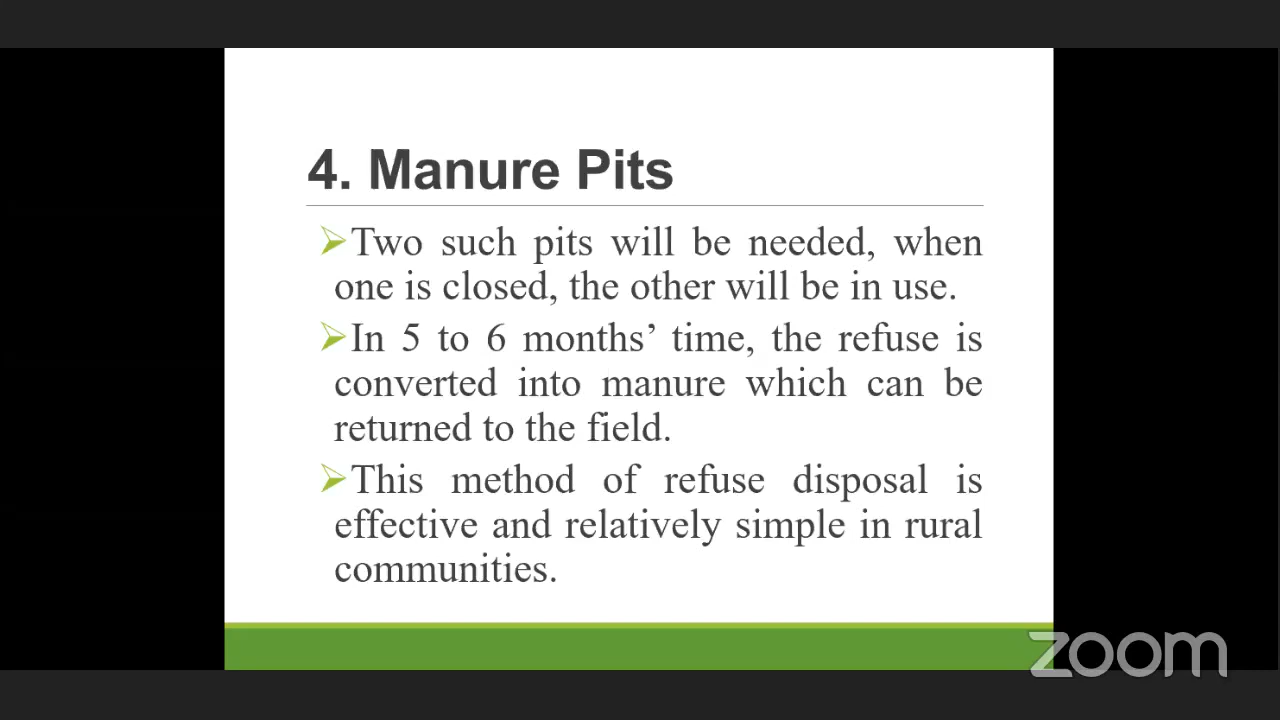 4. Manure Pits
Two such pits will be needed, when
one is closed, the other will be in use.
In 5 to 6 months’ time, the refuse is
converted into manure which can be
returned to the field.
This method of refuse disposal is
effective and relatively simple in rural
communities.
zoom